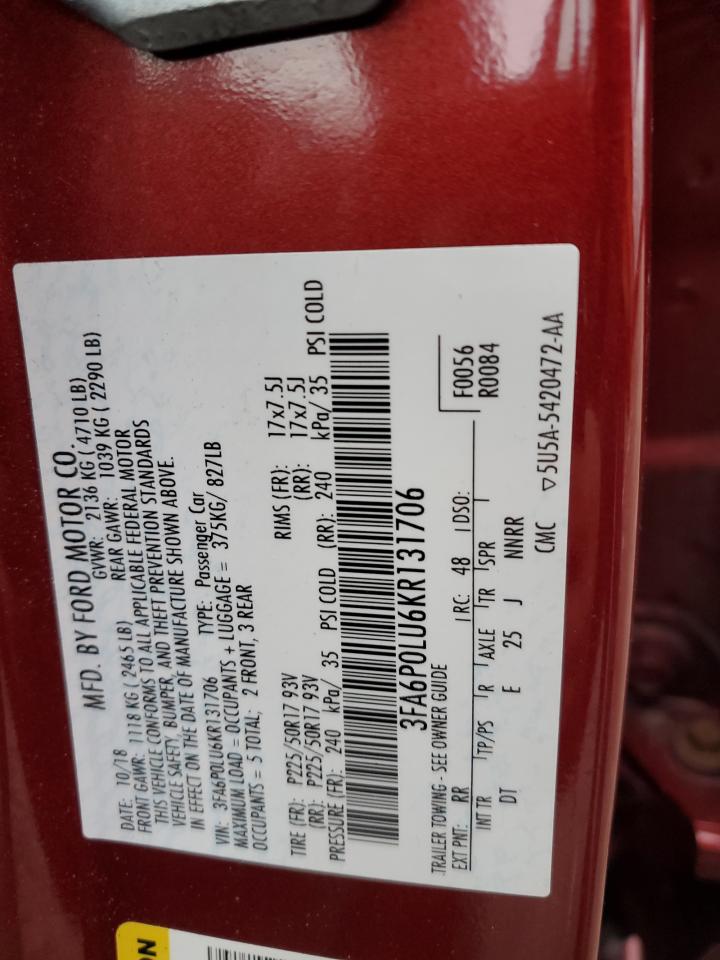 MFD. BY FORD MOTOR CO.
DATE: 10/18 GVWR: 2136 KG ( 4710 LB)
FRONT GAWR: 1118 KG ( 2465 LB) REAR GAWR: 1039 KG ( 2290 LB)
THIS VEHICLE CONFORMS TO ALL APPLICABLE FEDERAL MOTOR
VEHICLE SAFETY, BUMPER, AND THEFT PREVENTION STANDARDS
IN EFFECT ON THE DATE OF MANUFACTURE SHOWN ABOVE.
VIN: 3FA6P0LU6KR131706 TYPE: Passenger Car
MAXIMUM LOAD = OCCUPANTS + LUGGAGE = 375KG/ 827LB
OCCUPANTS = 5 TOTAL; 2 FRONT, 3 REAR
TIRE (FR): P225/50R17 93V RIMS (FR): 17x7.5J
(RR): P225/50R17 93V (RR): 17x7.5J
PRESSURE (FR): 240 kPa/ 35 PSI COLD (RR): 240 kPa/ 35 PSI COLD
3FA6P0LU6KR131706
TRAILER TOWING - SEE OWNER GUIDE
EXT PNT: RR RC: 48 DSO: F0056
R0084
INT TR TP/PS R AXLE TR SPR
DT E 25 J NNRR
CMC ▽5U5A-5420472-AA
ON